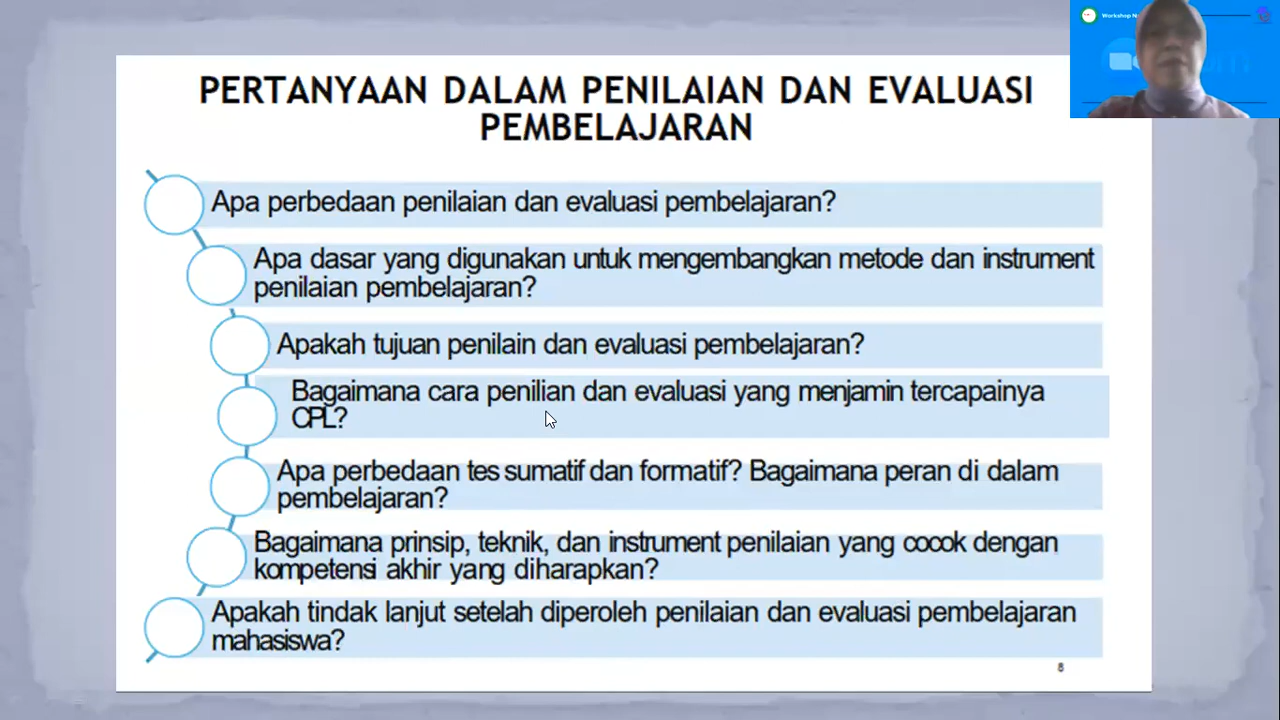 PERTANYAAN DALAM PENILAIAN DAN EVALUASI
PEMBELAJARAN
Apa perbedaan penilaian dan evaluasi pembelajaran?
Apa dasar yang digunakan untuk mengembangkan metode dan instrument
penilaian pembelajaran?
Apakah tujuan penilain dan evaluasi pembelajaran?
Bagaimana cara penilian dan evaluasi yang menjamin tercapainya
CPL?
Apa perbedaan tes sumatif dan formatif? Bagaimana peran di dalam
pembelajaran?
Bagaimana prinsip, teknik, dan instrument penilaian yang cocok dengan
kompetensi akhir yang diharapkan?
Apakah tindak lanjut setelah diperoleh penilaian dan evaluasi pembelajaran
mahasiswa?
8
Workshop